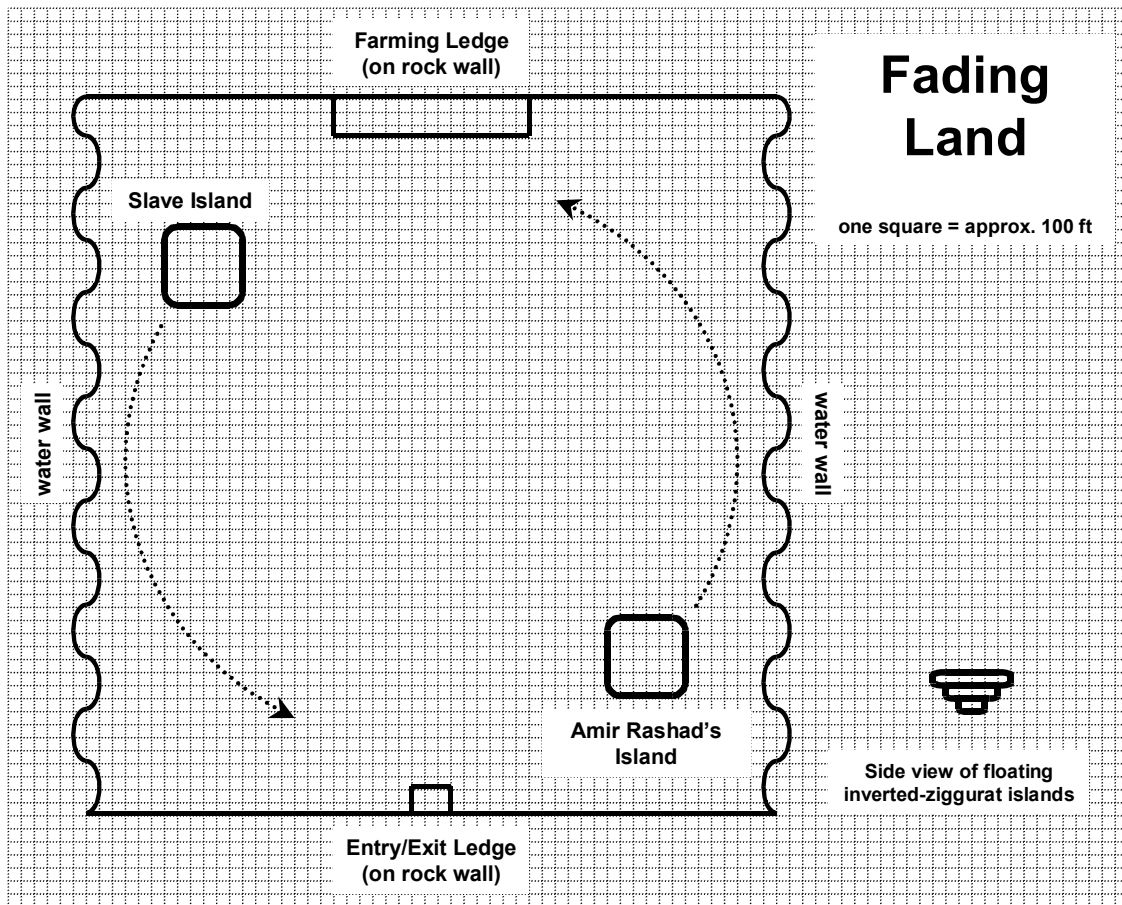 Farming Ledge
(on rock wall)
Fading
Land
one square = approx. 100 ft
Slave Island
water wall
water wall
Amir Rashad’s
Island
Side view of floating
inverted-ziggurat islands
Entry/Exit Ledge
(on rock wall)